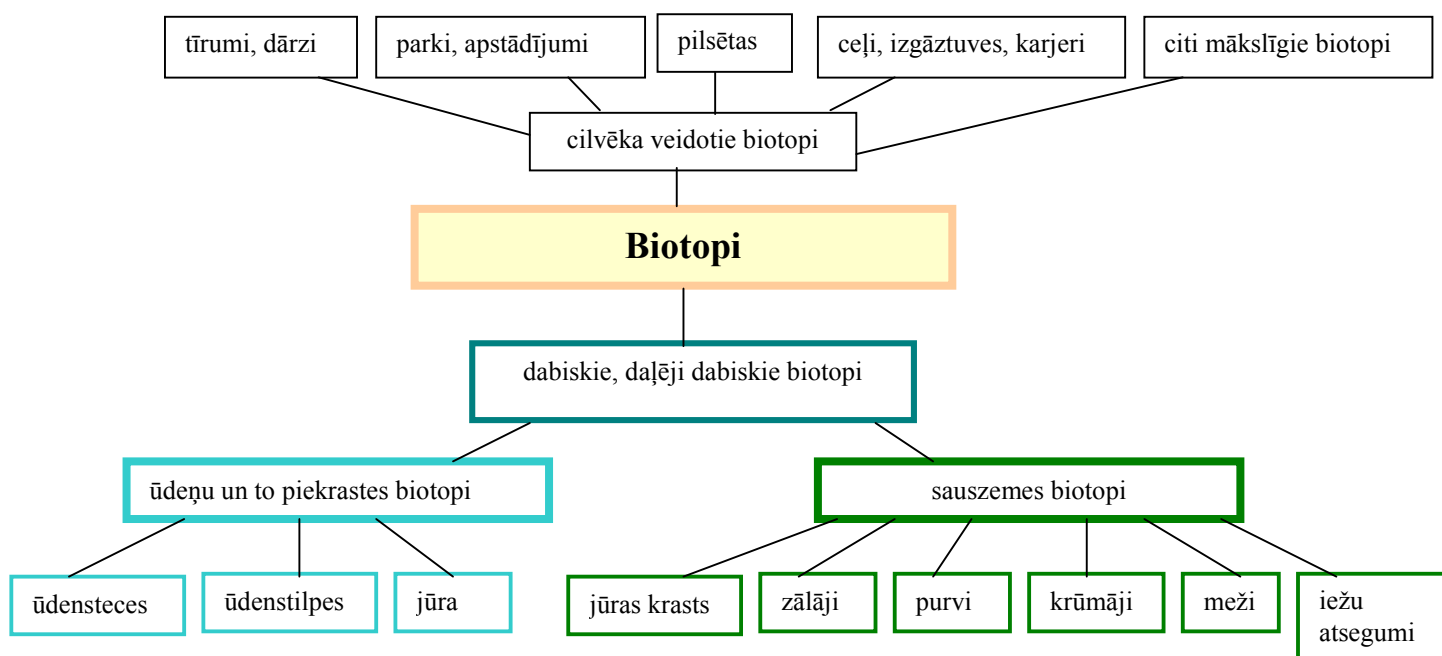 tīrumi, dārzi
parki, apstādījumi
pilsētas
ceļi, izgāztuves, karjeri
citi mākslīgie biotopi
cilvēka veidotie biotopi
Biotopi
dabiskie, daļēji dabiskie biotopi
ūdeņu un to piekrastes biotopi
sauszemes biotopi
ūdensteces
ūdenstilpes
jūra
jūras krasts
zālāji
purvi
krūmāji
meži
iežu
atsegumi